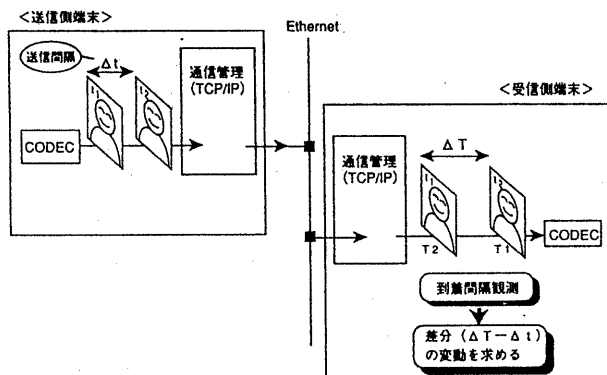 ＜送信側端末＞
Ethernet
送信間隔
Δt
t1
t2
通信管理
(TCP/IP)
CODEC
＜受信側端末＞
通信管理
(TCP/IP)
ΔT
t1
t2
T2
T1
CODEC
到着間隔観測
差分（ΔT－Δt）
の変動を求める